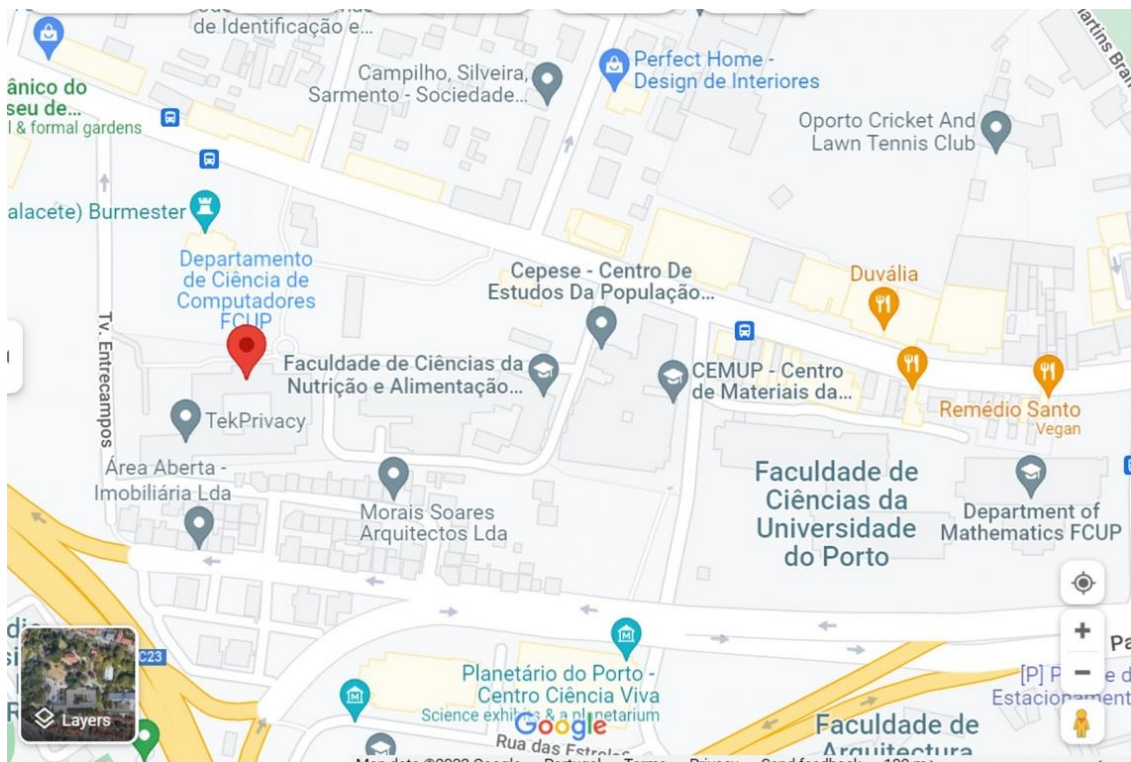 de Identificação e...
Campilho, Silveira,
Sarmento - Sociedade...
Perfect Home -
Design de Interiores
Oporto Cricket And
Lawn Tennis Club
ânico do
seu de...
l & formal gardens
alacete) Burmester
Departamento
de Ciência de
Computadores
FCUP
Cepese - Centro De
Estudos Da População...
Duvália
Tv. Entrecampos
Faculdade de Ciências da
Nutrição e Alimentação...
CEMUP - Centro
de Materiais da...
Remédio Santo
Vegan
TekPrivacy
Área Aberta -
Imobiliária Lda
Morais Soares
Arquitectos Lda
Faculdade de
Ciências da
Universidade
do Porto
Department of
Mathematics FCUP
C23
Layers
Planetário do Porto -
Centro Ciência Viva
Science exhibits & a planetarium
Google
Rua das Estrelas
Pa
[P] P
e d
Estacionament
Faculdade de
Arquitectura